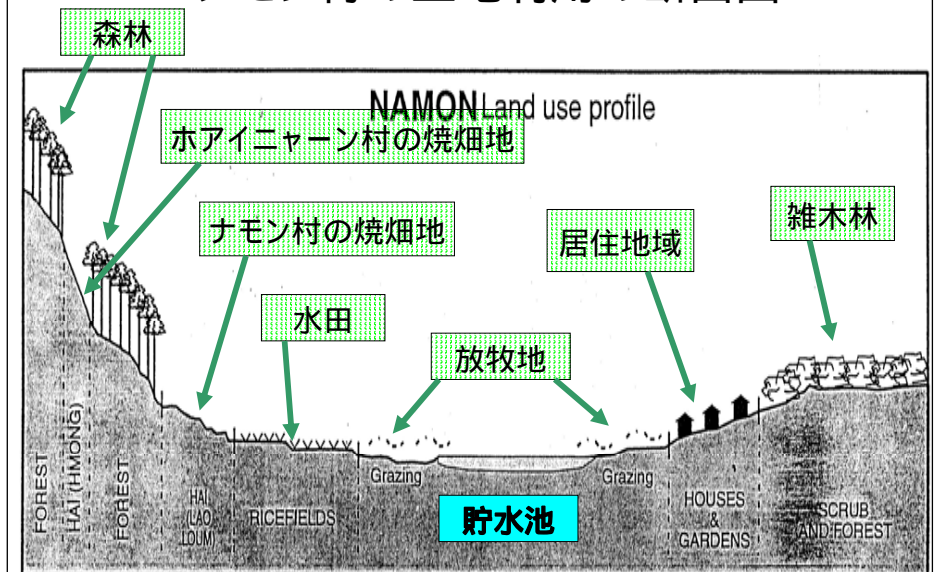 森林
NAMON Land use profile
ホアイニャーン村の焼畑地
ナモン村の焼畑地
居住地域
雑木林
水田
放牧地
Grazing
Grazing
貯水池
FOREST
HAI (HMONG)
FOREST
HAI
(LAO
LOUM)
RICEFIELDS
HOUSES
&
GARDENS
SCRUB
AND FOREST